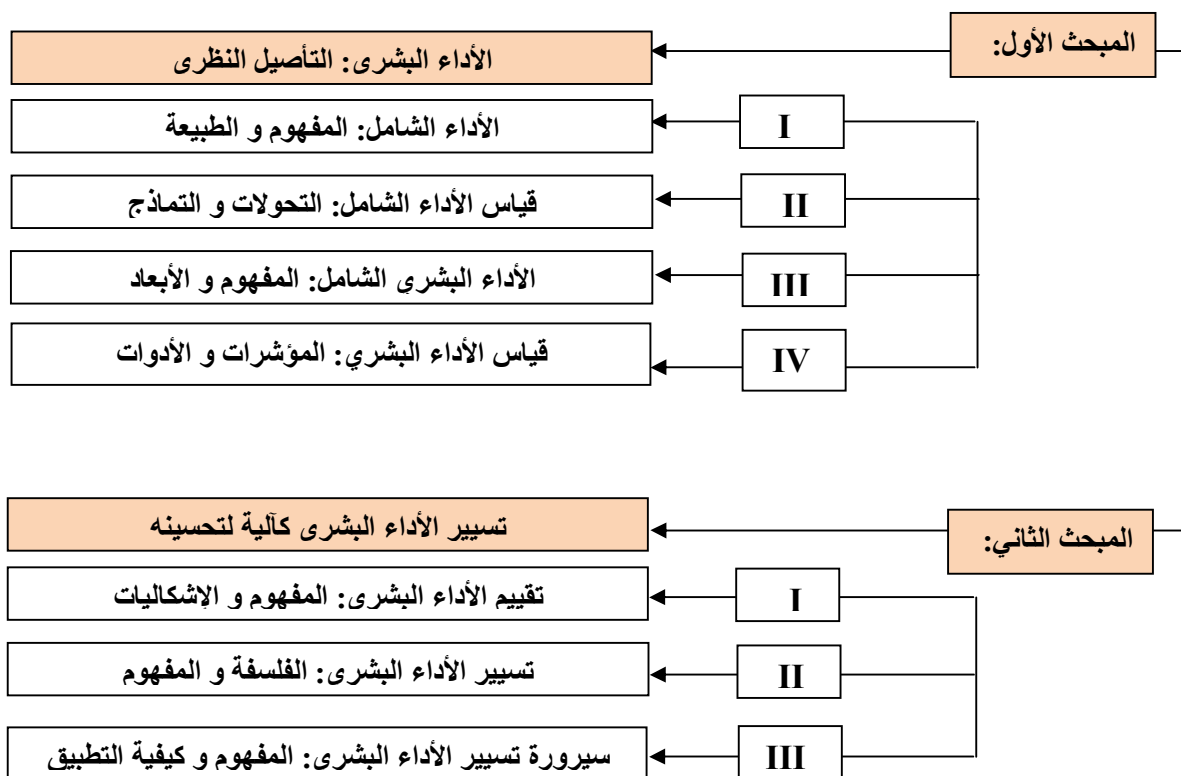 المبحث الأول:
الأداء البشرى: التأصيل النظرى
I
الأداء الشامل: المفهوم و الطبيعة
II
قياس الأداء الشامل: التحولات و النماذج
III
الأداء البشري الشامل: المفهوم و الأبعاد
IV
قياس الأداء البشري: المؤشرات و الأدوات
المبحث الثاني:
تسيير الأداء البشرى كآلية لتحسينه
I
تقييم الأداء البشرى: المفهوم و الإشكاليات
II
تسيير الأداء البشرى: الفلسفة و المفهوم
III
سيرورة تسيير الأداء البشرى: المفهوم و كيفية التطبيق